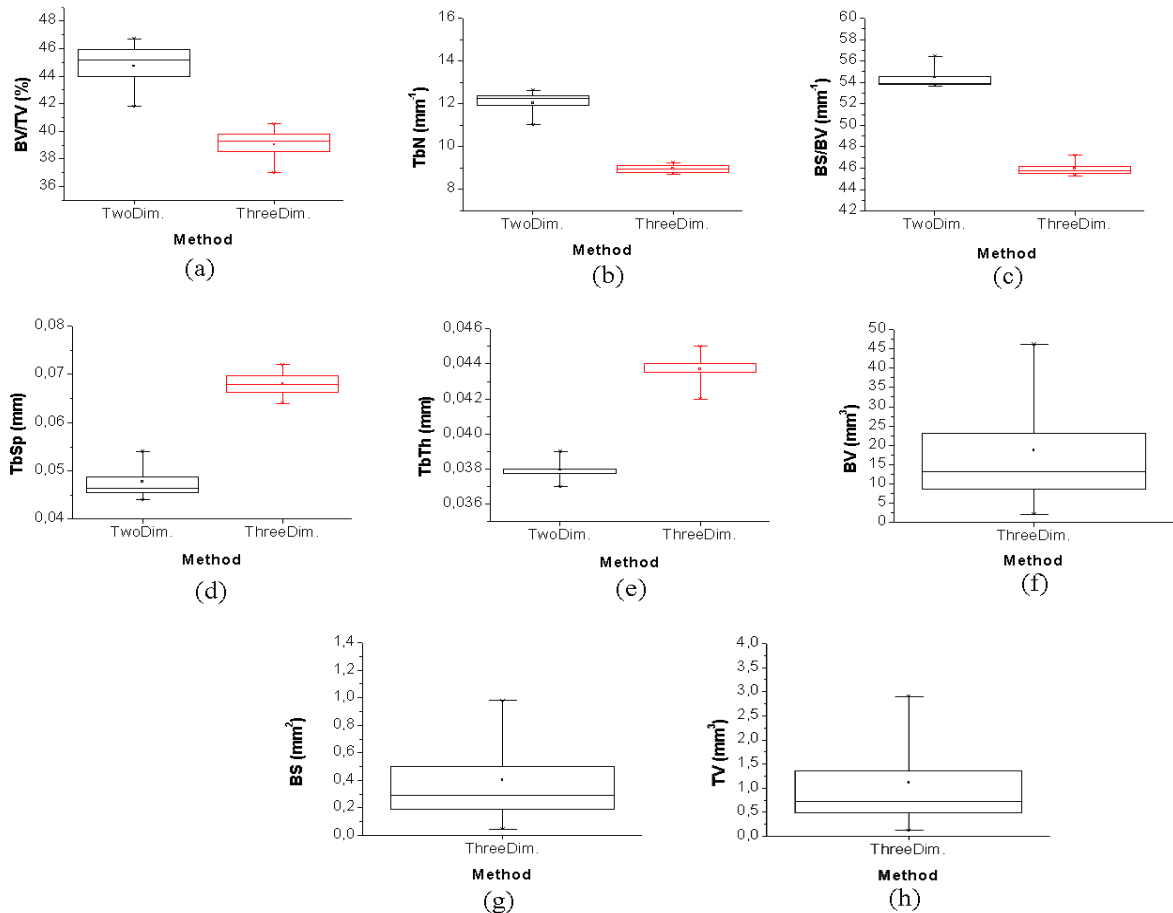 BV/TV (%)
48
46
44
42
40
38
36
TwoDim.
ThreeDim.
Method
(a)
TbN (mm⁻¹)
16
14
12
10
8
6
TwoDim.
ThreeDim.
Method
(b)
BS/BV (mm⁻¹)
60
58
56
54
52
50
48
46
44
42
TwoDim.
ThreeDim.
Method
(c)
TbSp (mm)
0,08
0,07
0,06
0,05
0,04
TwoDim.
ThreeDim.
Method
(d)
TbTh (mm)
0,046
0,044
0,042
0,040
0,038
0,036
TwoDim.
ThreeDim.
Method
(e)
BV (mm³)
50
45
40
35
30
25
20
15
10
5
0
ThreeDim.
Method
(f)
BS (mm²)
1,4
1,2
1,0
0,8
0,6
0,4
0,2
0,0
ThreeDim.
Method
(g)
TV (mm³)
4,0
3,5
3,0
2,5
2,0
1,5
1,0
0,5
0,0
ThreeDim.
Method
(h)